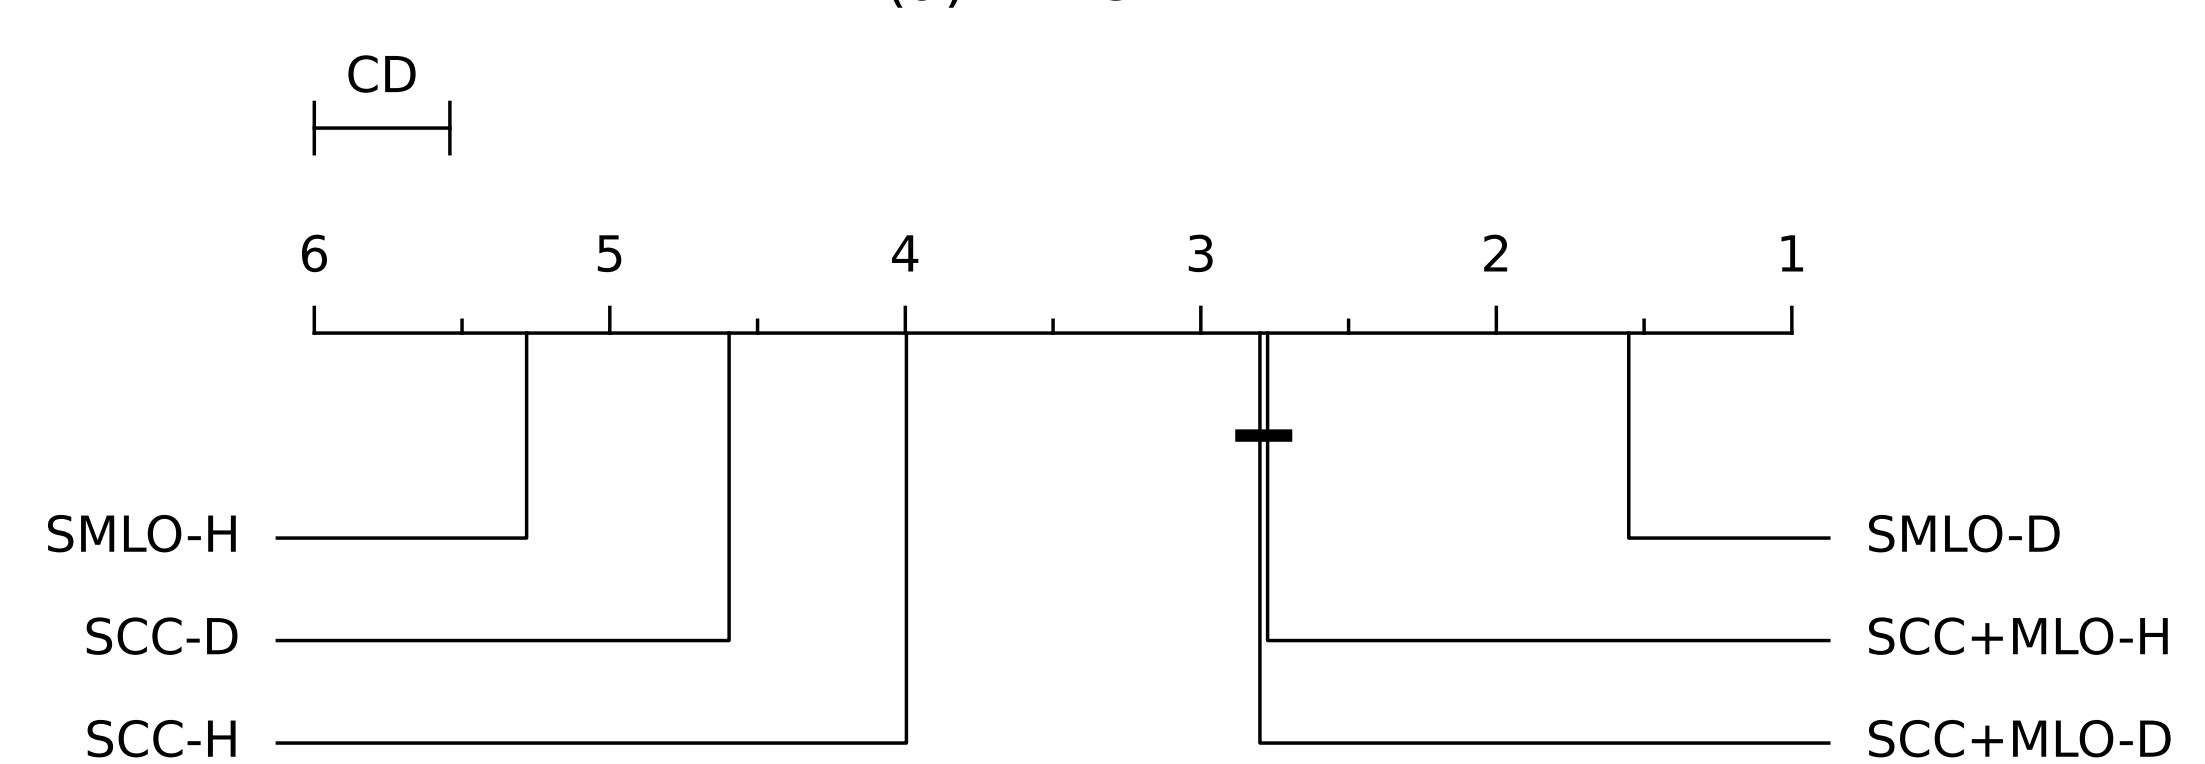 CD
6 5 4 3 2 1
SMLO-H SMLO-D
SCC-D SCC+MLO-H
SCC-H SCC+MLO-D